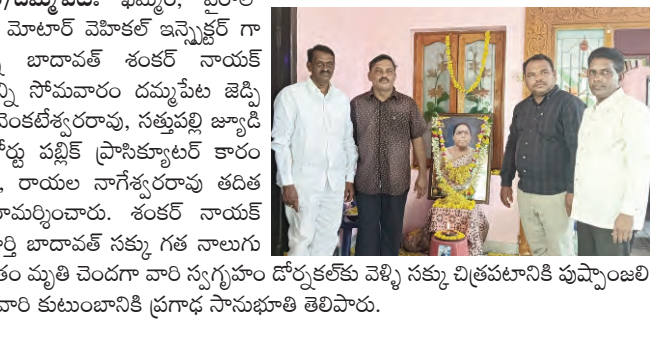 దమ్మపేట: ఖమ్మం, వైరాల
మోటార్ వెహికల్ ఇన్స్పెక్టర్ గా
బాదావత్ శంకర్ నాయక్
న్ని సోమవారం దమ్మపేట జెడ్పి
వెంకటేశ్వరరావు, సత్తుపల్లి జ్యూడి
ర్టు పబ్లిక్ ప్రాసిక్యూటర్ కారం
, రాయల నాగేశ్వరరావు తదిత
రామర్శించారు. శంకర్ నాయక్
ర్తి బాదావత్ సక్కు గత నాలుగు
తం మృతి చెందగా వారి స్వగృహం డోర్నకల్‌కు వెళ్ళి సక్కు చిత్రపటానికి పుష్పాంజలి
వారి కుటుంబానికి ప్రగాఢ సానుభూతి తెలిపారు.